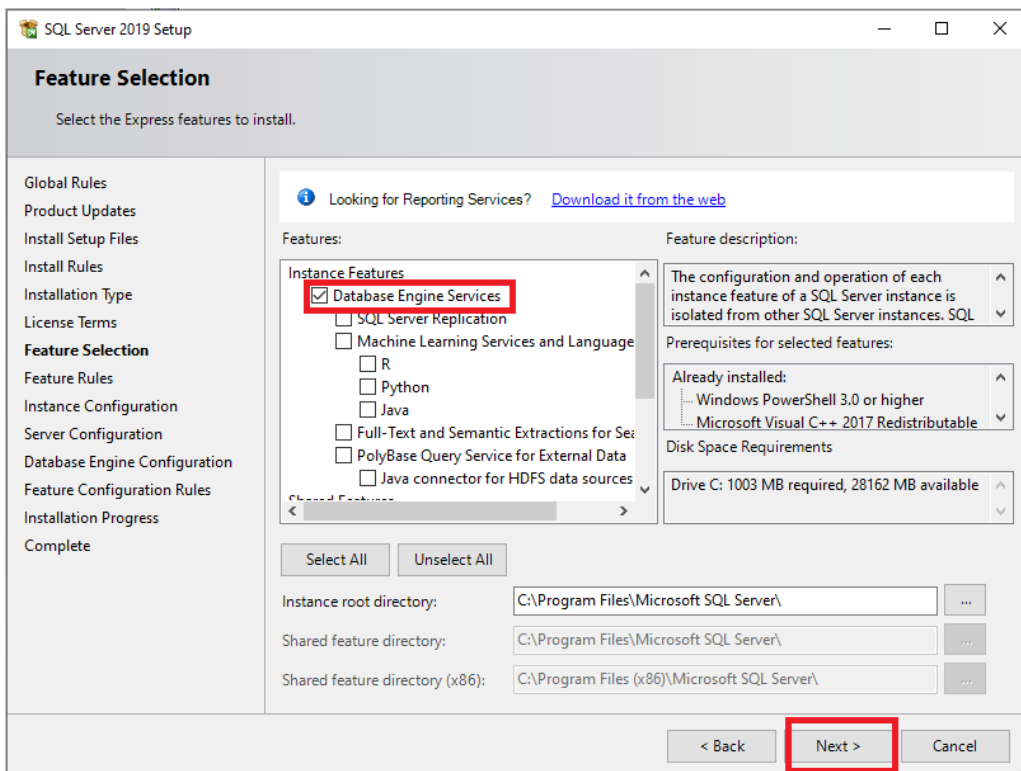 SQL Server 2019 Setup
Feature Selection
Select the Express features to install.
Global Rules
Product Updates
Install Setup Files
Install Rules
Installation Type
License Terms
Feature Selection
Feature Rules
Instance Configuration
Server Configuration
Database Engine Configuration
Feature Configuration Rules
Installation Progress
Complete
Looking for Reporting Services? Download it from the web
Features:
Instance Features
Database Engine Services
SQL Server Replication
Machine Learning Services and Language
R
Python
Java
Full-Text and Semantic Extractions for Sea
PolyBase Query Service for External Data
Java connector for HDFS data sources
Shared Features
Feature description:
The configuration and operation of each
instance feature of a SQL Server instance is
isolated from other SQL Server instances. SQL
Prerequisites for selected features:
Already installed:
Windows PowerShell 3.0 or higher
Microsoft Visual C++ 2017 Redistributable
Disk Space Requirements
Drive C: 1003 MB required, 28162 MB available
Select All
Unselect All
Instance root directory: C:\Program Files\Microsoft SQL Server\ ...
Shared feature directory: C:\Program Files\Microsoft SQL Server\ ...
Shared feature directory (x86): C:\Program Files (x86)\Microsoft SQL Server\ ...
< Back
Next >
Cancel